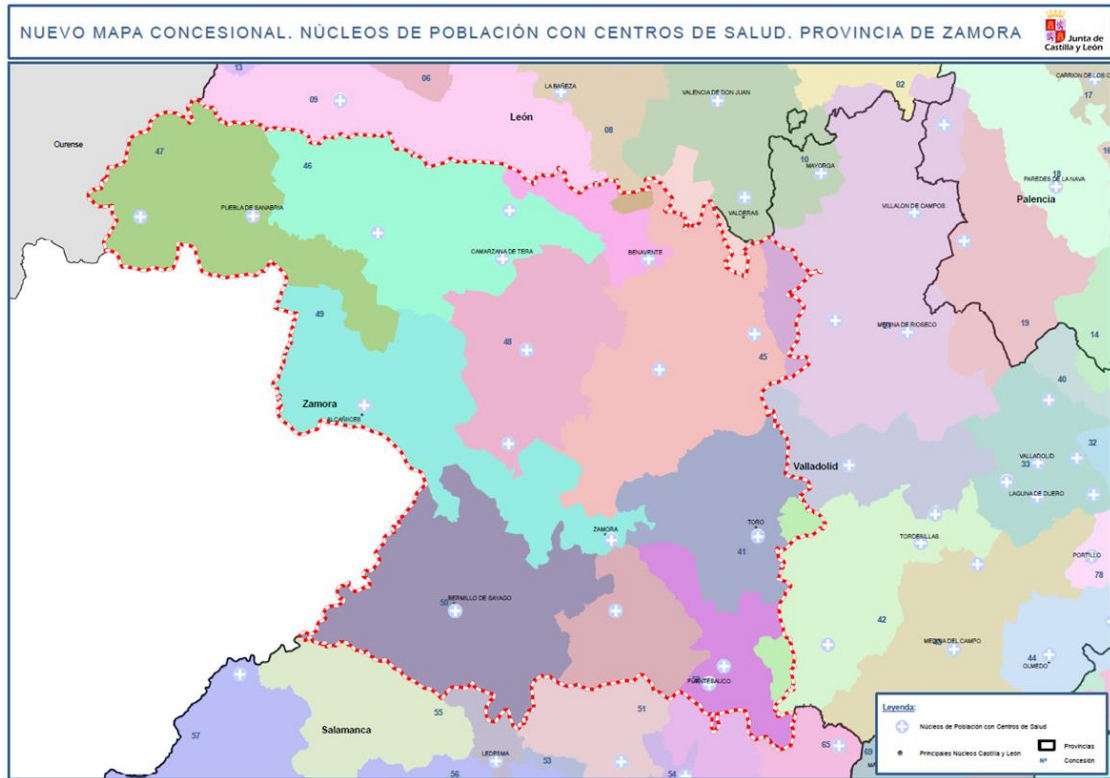 NUEVO MAPA CONCESIONAL. NÚCLEOS DE POBLACIÓN CON CENTROS DE SALUD. PROVINCIA DE ZAMORA
Junta de
Castilla y León
13
06
02
CARRION DE LOS C
17
LA BAÑEZA
VALENCIA DE DON JUAN
09
León
08
Ourense
47
46
10
MAYORGA
16
18
PAREDES DE LA NAVA
Palencia
PUEBLA DE SANABRIA
VALDERAS
VILLALON DE CAMPOS
CAMARZANA DE TERA
BENAVENTE
49
19
14
MEDINA DE RIOSECO
48
45
40
Zamora
ALCAÑICES
32
VALLADOLID
Valladolid
33
LAGUNA DE DUERO
TORO
ZAMORA
41
TORDESILLAS
PORTILLO
78
50
BERMILLO DE SAYAGO
42
MEDINA DEL CAMPO
44
OLMEDO
FUENTESAUCO
Leyenda:
Núcleos de Población con Centros de Salud
Principales Núcleos Castilla y León
Provincias
Nº
Concesión
55
51
Salamanca
57
65
69
LEDESMA
53
56
54